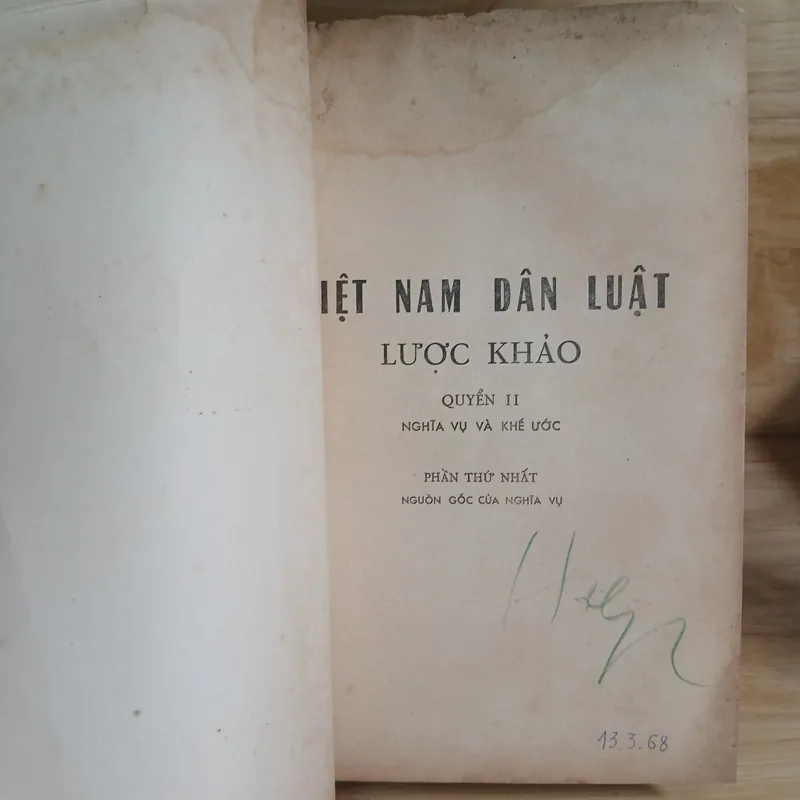 IỆT NAM DÂN LUẬT
LƯỢC KHẢO
QUYỂN II
NGHĨA VỤ VÀ KHẾ ƯỚC
PHẦN THỨ NHẤT
NGUỒN GỐC CỦA NGHĨA VỤ
13.3.68